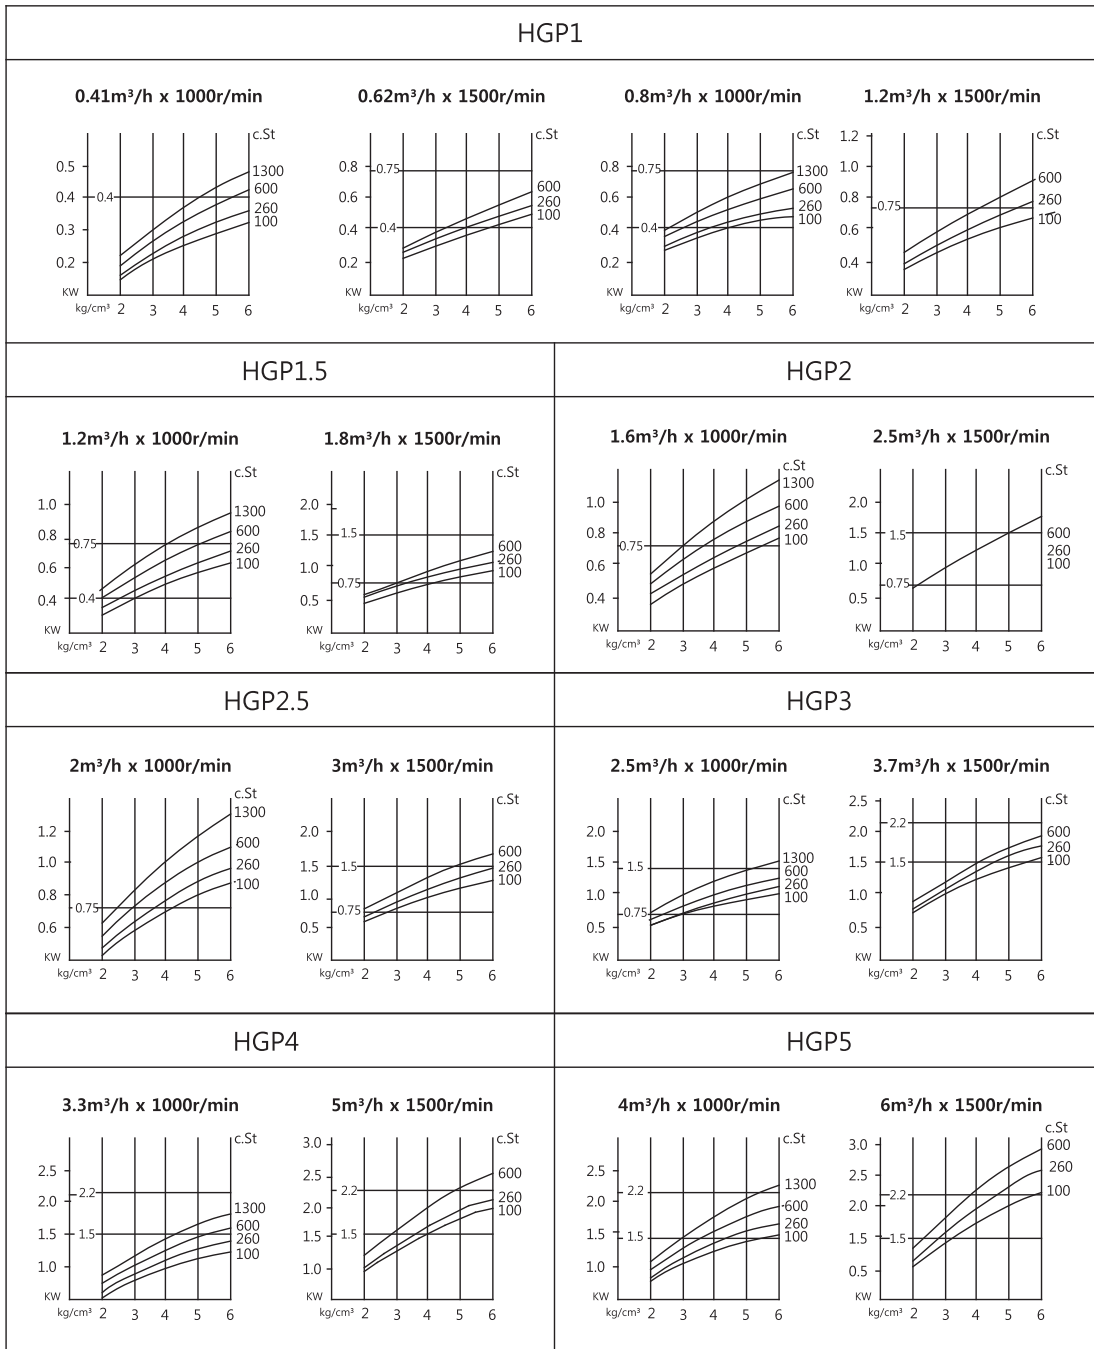 HGP1
0.41m³/h x 1000r/min
c.St
0.5
0.4
0.3
0.2
0.4
1300
600
260
100
KW
kg/cm³ 2 3 4 5 6
0.62m³/h x 1500r/min
c.St
0.8
0.6
0.4
0.2
0.75
0.4
600
260
100
KW
kg/cm³ 2 3 4 5 6
0.8m³/h x 1000r/min
c.St
0.8
0.6
0.4
0.2
0.75
0.4
1300
600
260
100
KW
kg/cm³ 2 3 4 5 6
1.2m³/h x 1500r/min
c.St
1.2
1.0
0.8
0.6
0.4
0.75
600
260
100
KW
kg/cm³ 2 3 4 5 6
HGP1.5
1.2m³/h x 1000r/min
c.St
1.0
0.8
0.6
0.4
0.75
0.4
1300
600
260
100
KW
kg/cm³ 2 3 4 5 6
1.8m³/h x 1500r/min
c.St
2.0
1.5
1.0
0.5
1.5
0.75
600
260
100
KW
kg/cm³ 2 3 4 5 6
HGP2
1.6m³/h x 1000r/min
c.St
1.0
0.8
0.6
0.4
0.75
1300
600
260
100
KW
kg/cm³ 2 3 4 5 6
2.5m³/h x 1500r/min
c.St
2.0
1.5
1.0
0.5
1.5
0.75
600
260
100
KW
kg/cm³ 2 3 4 5 6
HGP2.5
2m³/h x 1000r/min
c.St
1.2
1.0
0.8
0.6
0.75
1300
600
260
100
KW
kg/cm³ 2 3 4 5 6
3m³/h x 1500r/min
c.St
2.0
1.5
1.0
0.5
1.5
0.75
600
260
100
KW
kg/cm³ 2 3 4 5 6
HGP3
2.5m³/h x 1000r/min
c.St
2.0
1.5
1.0
0.5
1.5
0.75
1300
600
260
100
KW
kg/cm³ 2 3 4 5 6
3.7m³/h x 1500r/min
c.St
2.5
2.0
1.5
1.0
0.5
2.2
1.5
600
260
100
KW
kg/cm³ 2 3 4 5 6
HGP4
3.3m³/h x 1000r/min
c.St
2.5
2.0
1.5
1.0
2.2
1.5
1300
600
260
100
KW
kg/cm³ 2 3 4 5 6
5m³/h x 1500r/min
c.St
3.0
2.5
2.0
1.5
1.0
2.2
1.5
600
260
100
KW
kg/cm³ 2 3 4 5 6
HGP5
4m³/h x 1000r/min
c.St
2.5
2.0
1.5
1.0
2.2
1.5
1300
600
260
100
KW
kg/cm³ 2 3 4 5 6
6m³/h x 1500r/min
c.St
3.0
2.5
2.0
1.5
0.5
2.2
1.5
600
260
100
KW
kg/cm³ 2 3 4 5 6